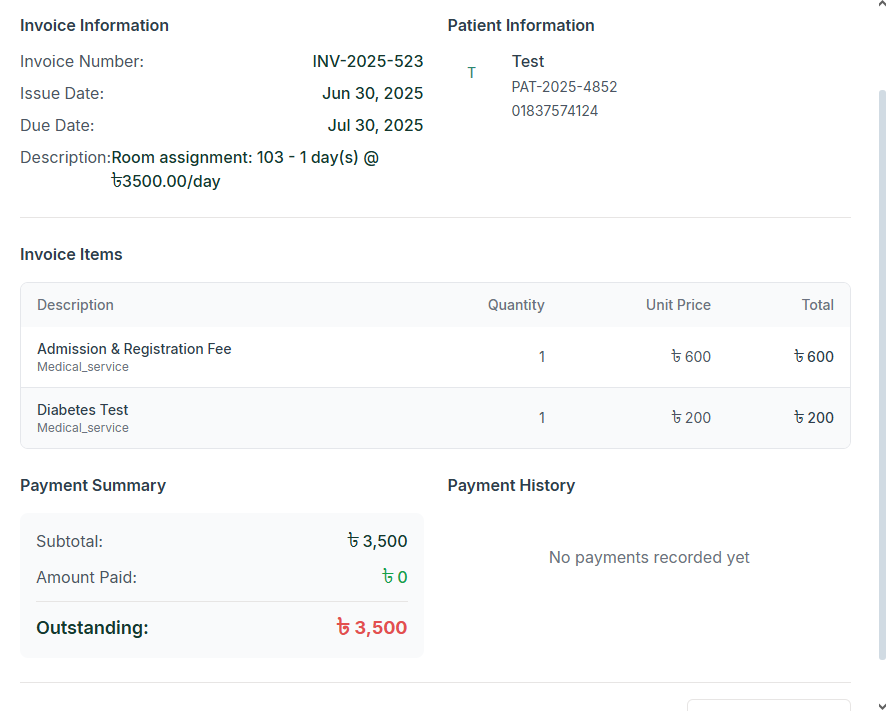 Invoice Information
Invoice Number: INV-2025-523
Issue Date: Jun 30, 2025
Due Date: Jul 30, 2025
Description: Room assignment: 103 - 1 day(s) @
৳3500.00/day
Patient Information
T
Test
PAT-2025-4852
01837574124
Invoice Items
Description Quantity Unit Price Total
Admission & Registration Fee 1 ৳ 600 ৳ 600
Medical_service
Diabetes Test 1 ৳ 200 ৳ 200
Medical_service
Payment Summary
Subtotal: ৳ 3,500
Amount Paid: ৳ 0
Outstanding: ৳ 3,500
Payment History
No payments recorded yet